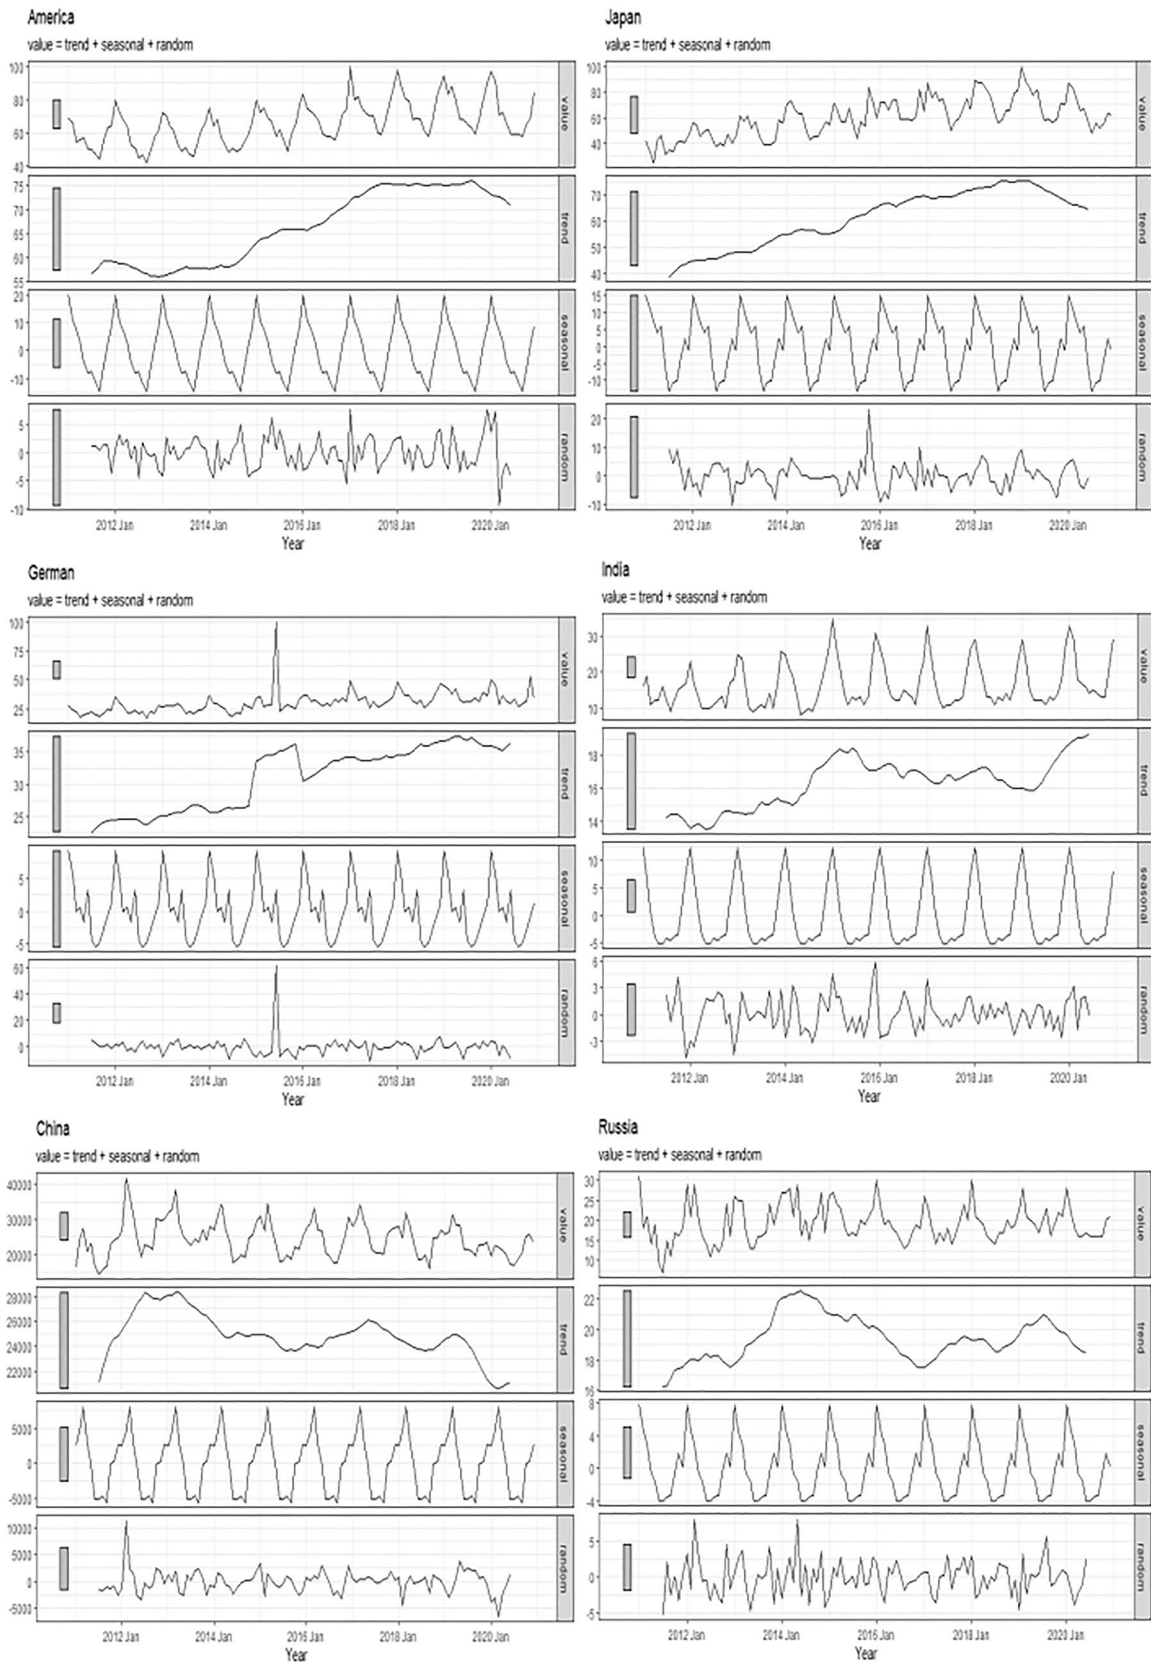 America
value = trend + seasonal + random
100
80
60
40
value
75
70
65
60
55
trend
20
10
0
-10
seasonal
5
0
-5
-10
random
2012 Jan 2014 Jan 2016 Jan 2018 Jan 2020 Jan
Year
Japan
value = trend + seasonal + random
100
80
60
40
value
70
60
50
40
trend
15
10
5
0
-5
-10
seasonal
20
10
0
-10
random
2012 Jan 2014 Jan 2016 Jan 2018 Jan 2020 Jan
Year
German
value = trend + seasonal + random
100
75
50
25
value
35
30
25
trend
5
0
-5
seasonal
60
40
20
0
random
2012 Jan 2014 Jan 2016 Jan 2018 Jan 2020 Jan
Year
India
value = trend + seasonal + random
30
20
10
value
18
16
14
trend
10
5
0
-5
seasonal
6
3
0
-3
random
2012 Jan 2014 Jan 2016 Jan 2018 Jan 2020 Jan
Year
China
value = trend + seasonal + random
40000
30000
20000
value
28000
26000
24000
22000
trend
5000
0
-5000
seasonal
10000
5000
0
-5000
random
2012 Jan 2014 Jan 2016 Jan 2018 Jan 2020 Jan
Year
Russia
value = trend + seasonal + random
30
25
20
15
10
value
22
20
18
16
trend
8
4
0
-4
seasonal
5
0
-5
random
2012 Jan 2014 Jan 2016 Jan 2018 Jan 2020 Jan
Year